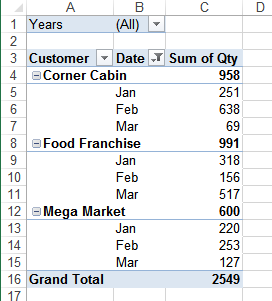 A B C
1 Years (All)
2
3 Customer Date Sum of Qty
4 Corner Cabin 958
5 Jan 251
6 Feb 638
7 Mar 69
8 Food Franchise 991
9 Jan 318
10 Feb 156
11 Mar 517
12 Mega Market 600
13 Jan 220
14 Feb 253
15 Mar 127
16 Grand Total 2549
17